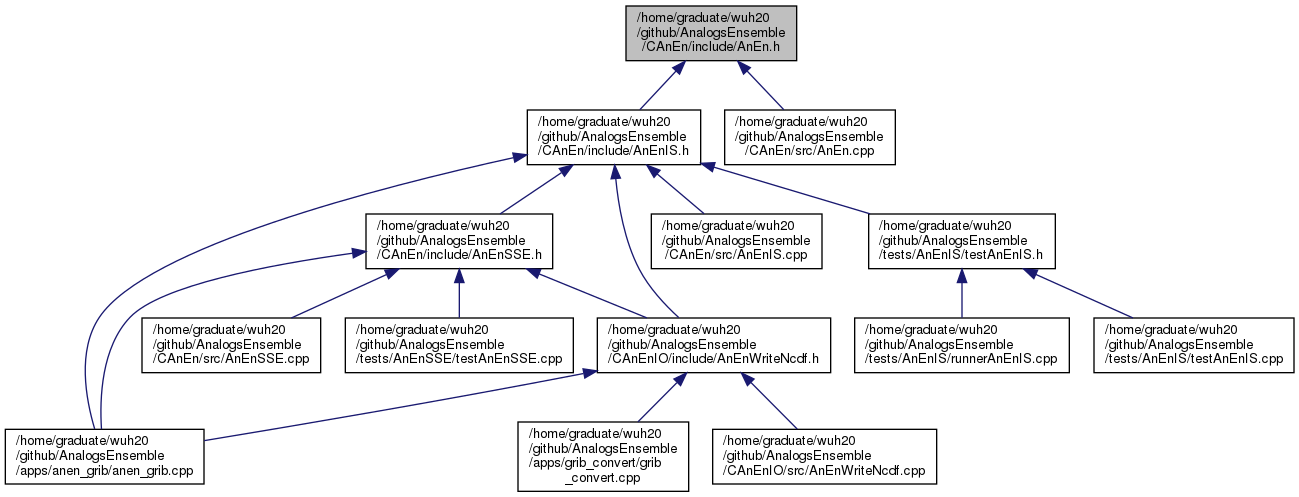 /home/graduate/wuh20
/github/AnalogsEnsemble
/CAnEn/include/AnEn.h
/home/graduate/wuh20
/github/AnalogsEnsemble
/CAnEn/include/AnEnIS.h
/home/graduate/wuh20
/github/AnalogsEnsemble
/CAnEn/src/AnEn.cpp
/home/graduate/wuh20
/github/AnalogsEnsemble
/CAnEn/include/AnEnSSE.h
/home/graduate/wuh20
/github/AnalogsEnsemble
/CAnEn/src/AnEnIS.cpp
/home/graduate/wuh20
/github/AnalogsEnsemble
/tests/AnEnIS/testAnEnIS.h
/home/graduate/wuh20
/github/AnalogsEnsemble
/CAnEn/src/AnEnSSE.cpp
/home/graduate/wuh20
/github/AnalogsEnsemble
/tests/AnEnSSE/testAnEnSSE.cpp
/home/graduate/wuh20
/github/AnalogsEnsemble
/CAnEnIO/include/AnEnWriteNcdf.h
/home/graduate/wuh20
/github/AnalogsEnsemble
/tests/AnEnIS/runnerAnEnIS.cpp
/home/graduate/wuh20
/github/AnalogsEnsemble
/tests/AnEnIS/testAnEnIS.cpp
/home/graduate/wuh20
/github/AnalogsEnsemble
/apps/anen_grib/anen_grib.cpp
/home/graduate/wuh20
/github/AnalogsEnsemble
/apps/grib_convert/grib
_convert.cpp
/home/graduate/wuh20
/github/AnalogsEnsemble
/CAnEnIO/src/AnEnWriteNcdf.cpp